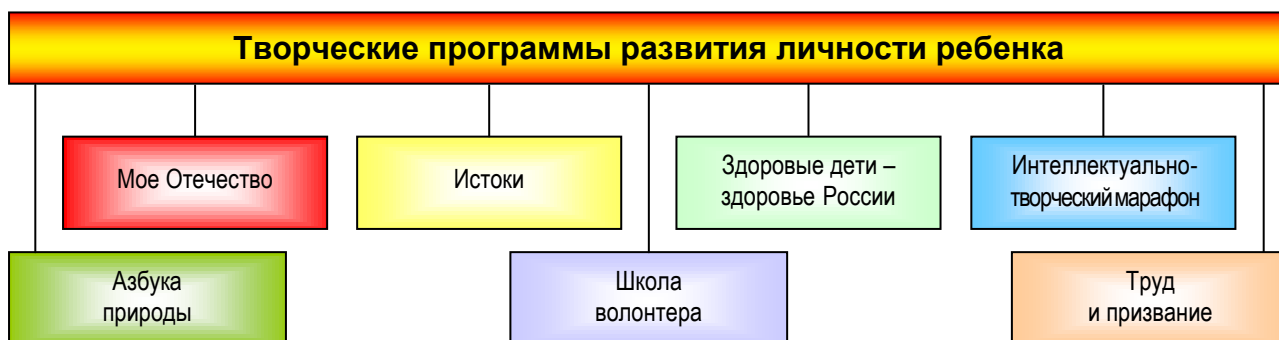 Творческие программы развития личности ребенка
Мое Отечество
Истоки
Здоровые дети –
здоровье России
Интеллектуально-
творческий марафон
Азбука
природы
Школа
волонтера
Труд
и призвание